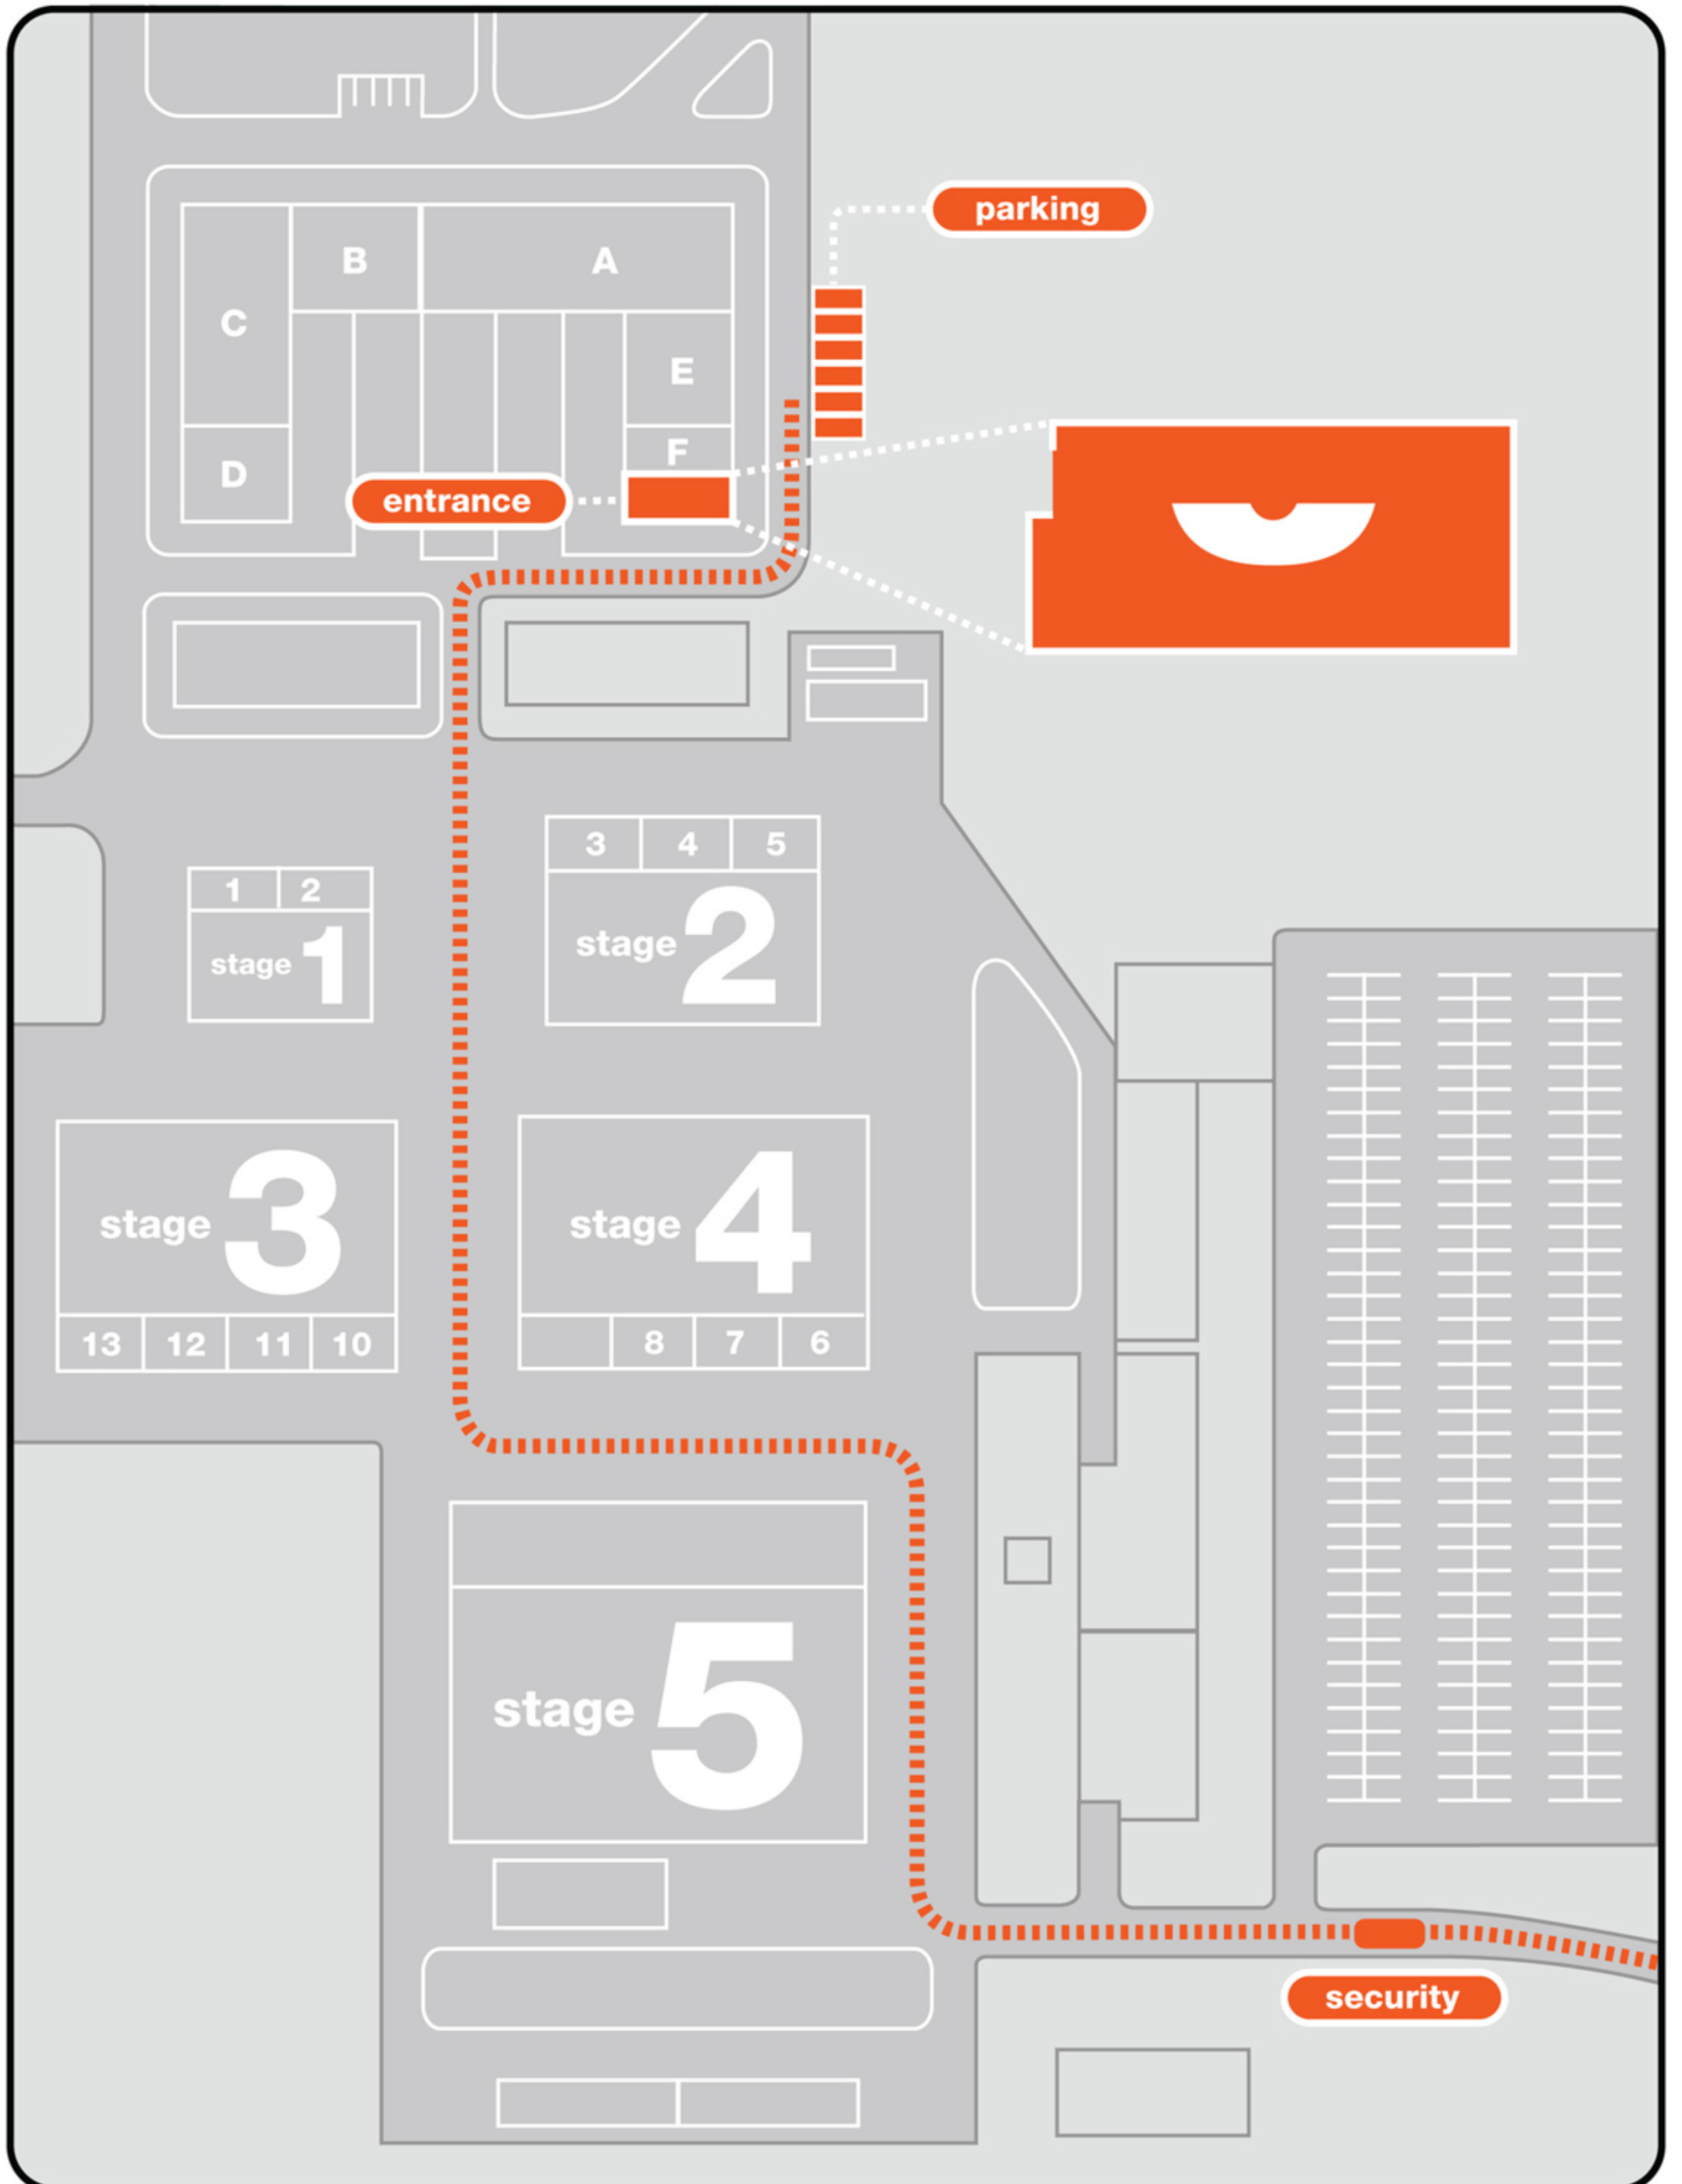 parking
B
A
C
E
F
D
entrance
3 4 5
1 2
stage 2
stage 1
stage 3
stage 4
13 12 11 10
8 7 6
stage 5
security